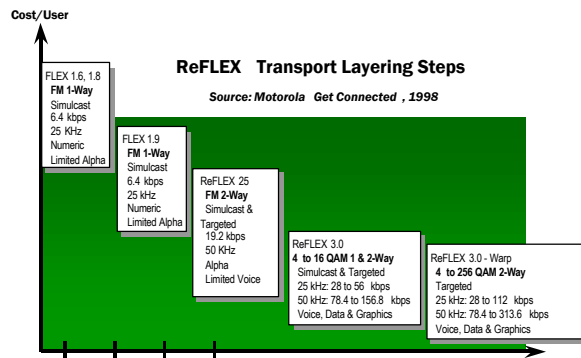 Cost/User
ReFLEX Transport Layering Steps
Source: Motorola Get Connected , 1998
FLEX 1.6, 1.8
FM 1-Way
Simulcast
6.4 kbps
25 KHz
Numeric
Limited Alpha
FLEX 1.9
FM 1-Way
Simulcast
6.4 kbps
25 kHz
Numeric
Limited Alpha
ReFLEX 25
FM 2-Way
Simulcast &
Targeted
19.2 kbps
50 KHz
Alpha
Limited Voice
ReFLEX 3.0
4 to 16 QAM 1 & 2-Way
Simulcast & Targeted
25 kHz: 28 to 56 kbps
50 kHz: 78.4 to 156.8 kbps
Voice, Data & Graphics
ReFLEX 3.0 - Warp
4 to 256 QAM 2-Way
Targeted
25 kHz: 28 to 112 kbps
50 kHz: 78.4 to 313.6 kbps
Voice, Data & Graphics